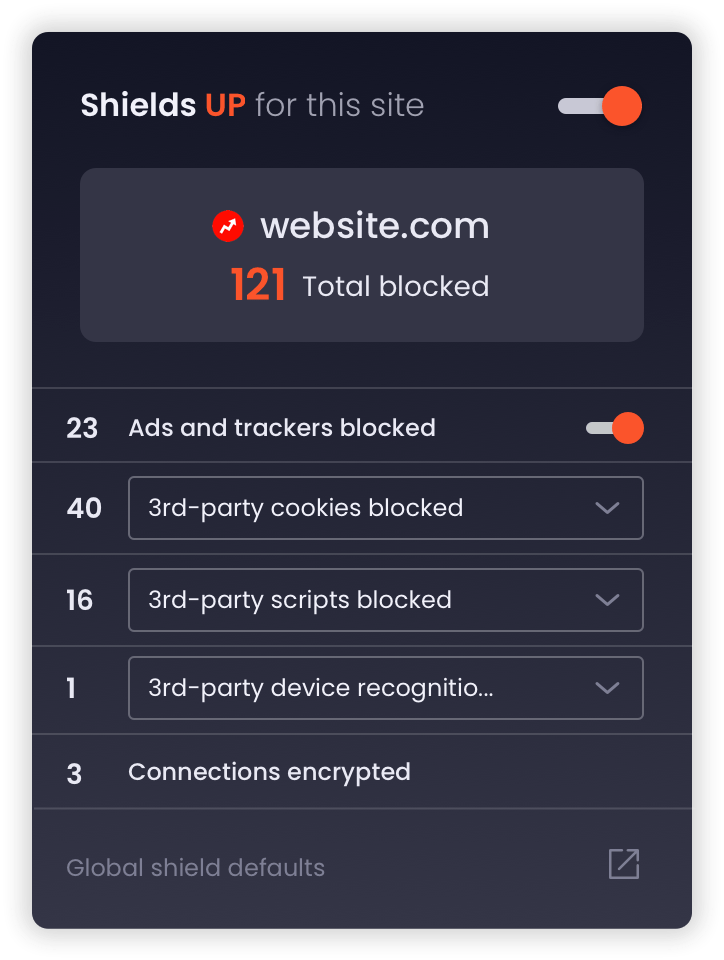 Shields UP for this site
website.com
121 Total blocked
23 Ads and trackers blocked
40 3rd-party cookies blocked
16 3rd-party scripts blocked
1 3rd-party device recognitio...
3 Connections encrypted
Global shield defaults